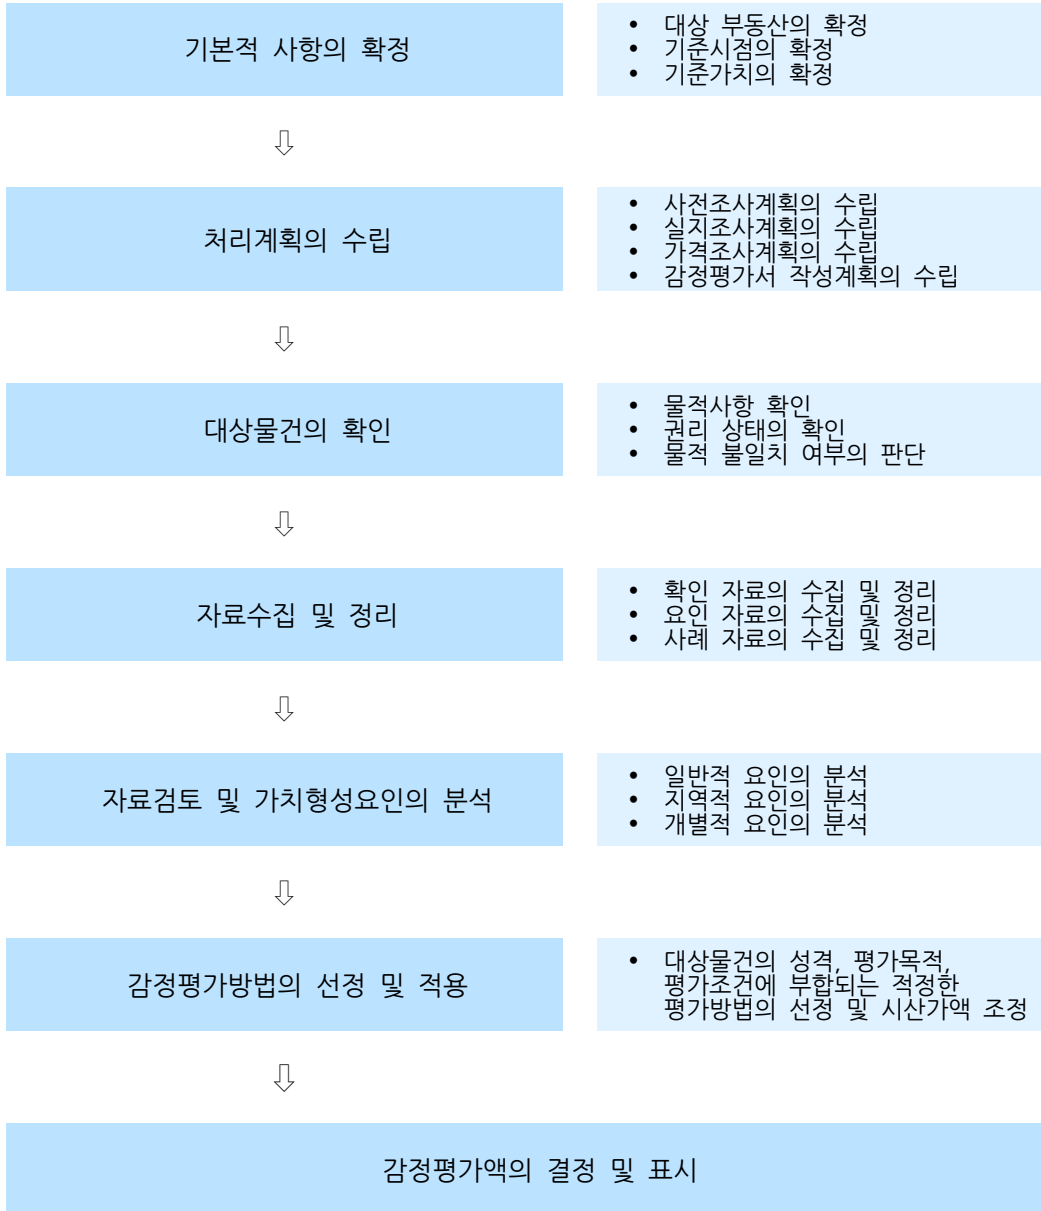 기본적 사항의 확정
• 대상 부동산의 확정
• 기준시점의 확정
• 기준가치의 확정
⇩
처리계획의 수립
• 사전조사계획의 수립
• 실지조사계획의 수립
• 가격조사계획의 수립
• 감정평가서 작성계획의 수립
⇩
대상물건의 확인
• 물적사항 확인
• 권리 상태의 확인
• 물적 불일치 여부의 판단
⇩
자료수집 및 정리
• 확인 자료의 수집 및 정리
• 요인 자료의 수집 및 정리
• 사례 자료의 수집 및 정리
⇩
자료검토 및 가치형성요인의 분석
• 일반적 요인의 분석
• 지역적 요인의 분석
• 개별적 요인의 분석
⇩
감정평가방법의 선정 및 적용
• 대상물건의 성격, 평가목적,
평가조건에 부합되는 적정한
평가방법의 선정 및 시산가액 조정
⇩
감정평가액의 결정 및 표시